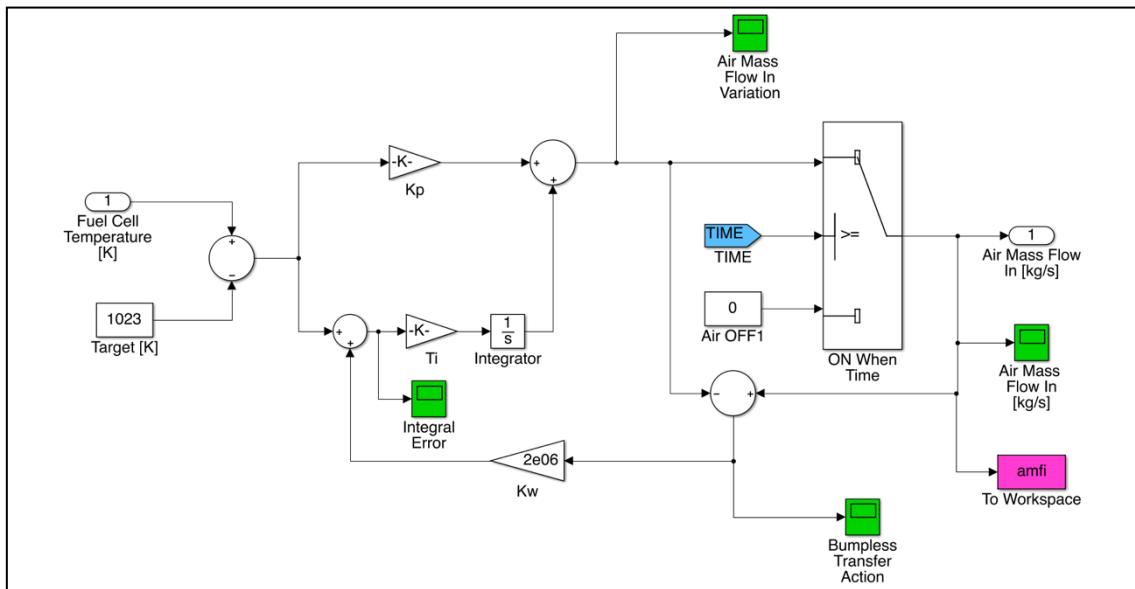 Air Mass
Flow In
Variation
-K-
Kp
+
+
1
Fuel Cell
Temperature
[K]
+
−
1023
Target [K]
TIME
TIME
>=
1
Air Mass Flow
In [kg/s]
0
Air OFF1
ON When
Time
+
+
-K-
Ti
1
s
Integrator
Integral
Error
Air Mass
Flow In
[kg/s]
−
+
2e06
Kw
amfi
To Workspace
Bumpless
Transfer
Action